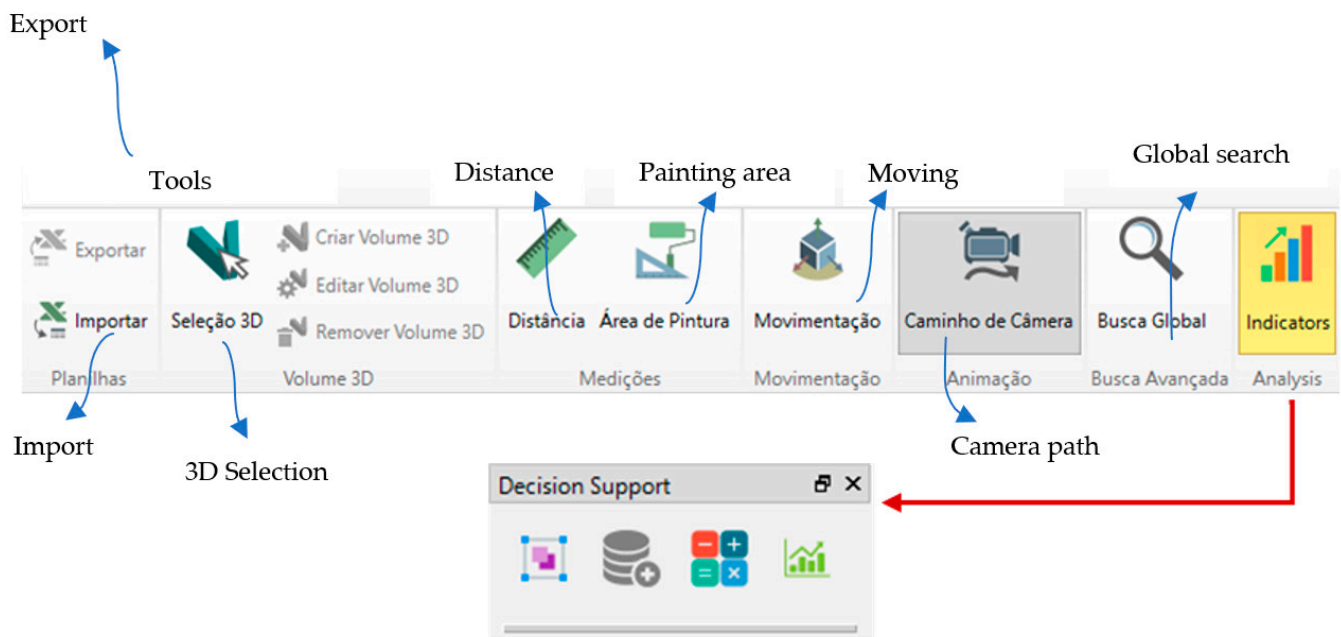 Export
Tools
Distance
Painting area
Moving
Global search
Exportar
Importar
Planilhas
Seleção 3D
Criar Volume 3D
Editar Volume 3D
Remover Volume 3D
Volume 3D
Distância
Área de Pintura
Medições
Movimentação
Movimentação
Caminho de Câmera
Animação
Busca Global
Busca Avançada
Indicators
Analysis
Import
3D Selection
Camera path
Decision Support